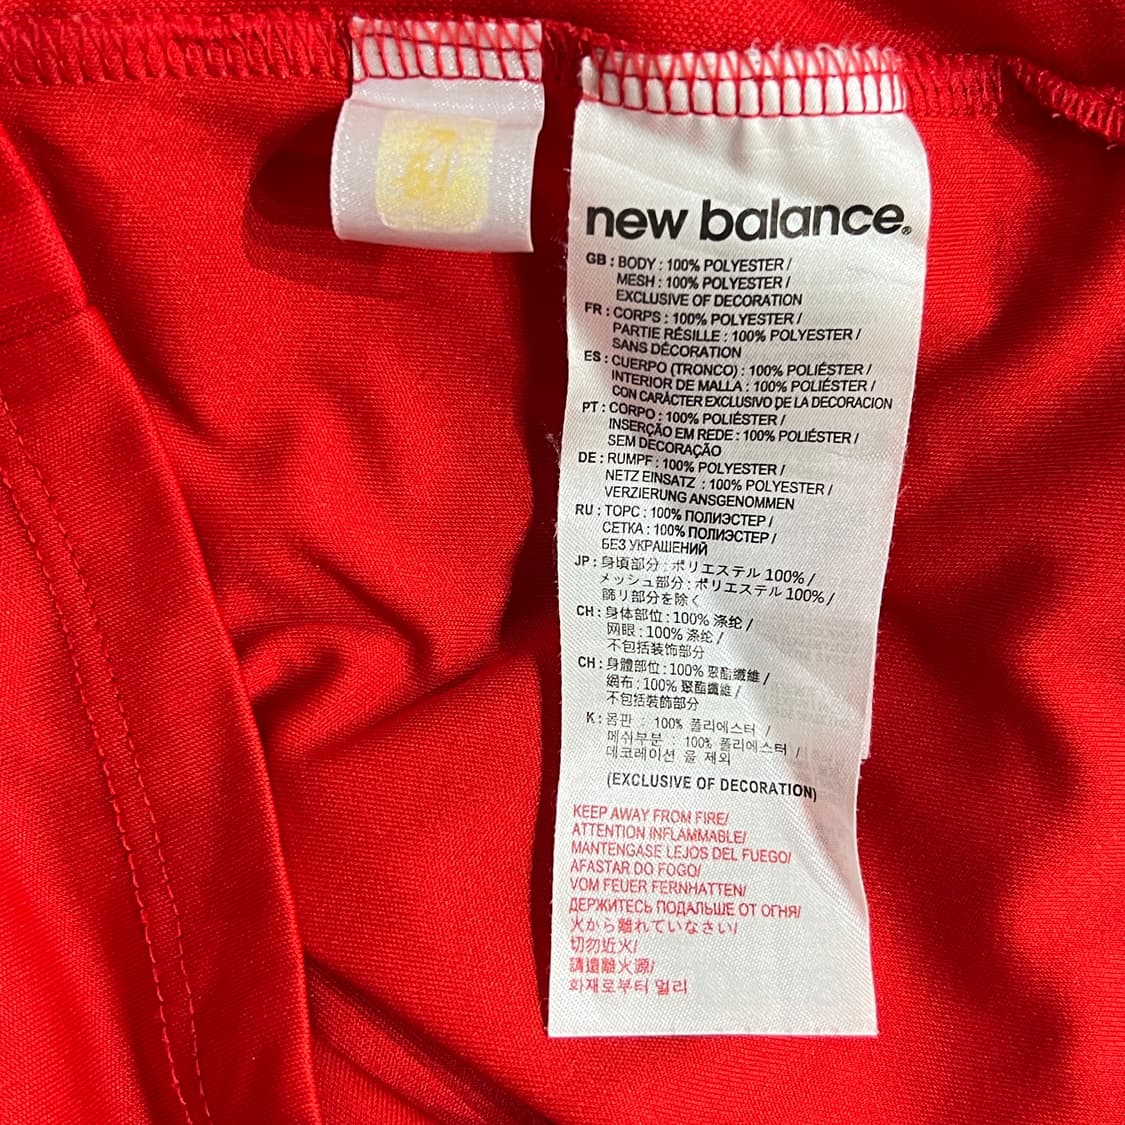 new balance®
GB : BODY : 100% POLYESTER /
MESH : 100% POLYESTER /
EXCLUSIVE OF DECORATION
FR : CORPS : 100% POLYESTER /
PARTIE RÉSILLE : 100% POLYESTER /
SANS DÉCORATION
ES : CUERPO (TRONCO) : 100% POLIÉSTER /
INTERIOR DE MALLA : 100% POLIÉSTER /
CON CARÁCTER EXCLUSIVO DE LA DECORACION
PT : CORPO : 100% POLIÉSTER /
INSERÇÃO EM REDE : 100% POLIÉSTER /
SEM DECORAÇÃO
DE : RUMPF : 100% POLYESTER /
NETZ EINSATZ : 100% POLYESTER /
VERZIERUNG ANSGENOMMEN
RU : ТОРС : 100% ПОЛИЭСТЕР /
СЕТКА : 100% ПОЛИЭСТЕР /
БЕЗ УКРАШЕНИЙ
JP : 身頃部分 : ポリエステル 100% /
メッシュ部分 : ポリエステル 100% /
篩り部分を除く
CH : 身体部位 : 100% 涤纶 /
网眼 : 100% 涤纶 /
不包括装饰部分
CH : 身體部位 : 100% 聚酯纖維 /
網布 : 100% 聚酯纖維 /
不包括裝飾部分
K : 몸판 : 100% 폴리에스터 /
메쉬부분 : 100% 폴리에스터 /
데코레이션 을 제외
(EXCLUSIVE OF DECORATION)
KEEP AWAY FROM FIRE/
ATTENTION INFLAMMABLE/
MANTENGASE LEJOS DEL FUEGO/
AFASTAR DO FOGO/
VOM FEUER FERNHATTEN/
ДЕРЖИТЕСЬ ПОДАЛЬШЕ ОТ ОГНЯ/
火から離れていなさい/
切勿近火/
請遠離火源/
화재로부터 멀리